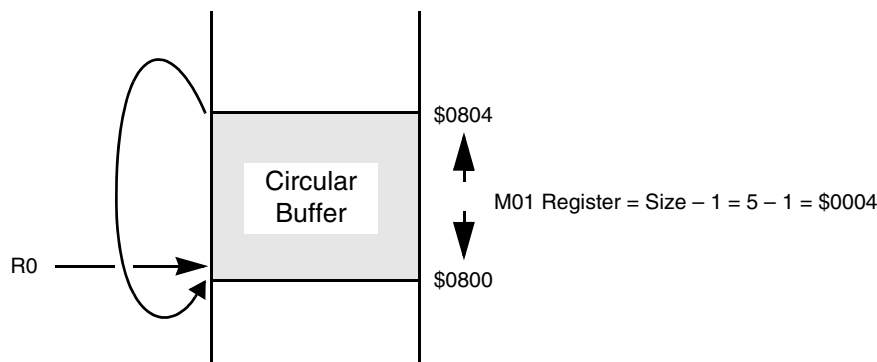 $0804
Circular
Buffer
M01 Register = Size – 1 = 5 – 1 = $0004
R0
$0800